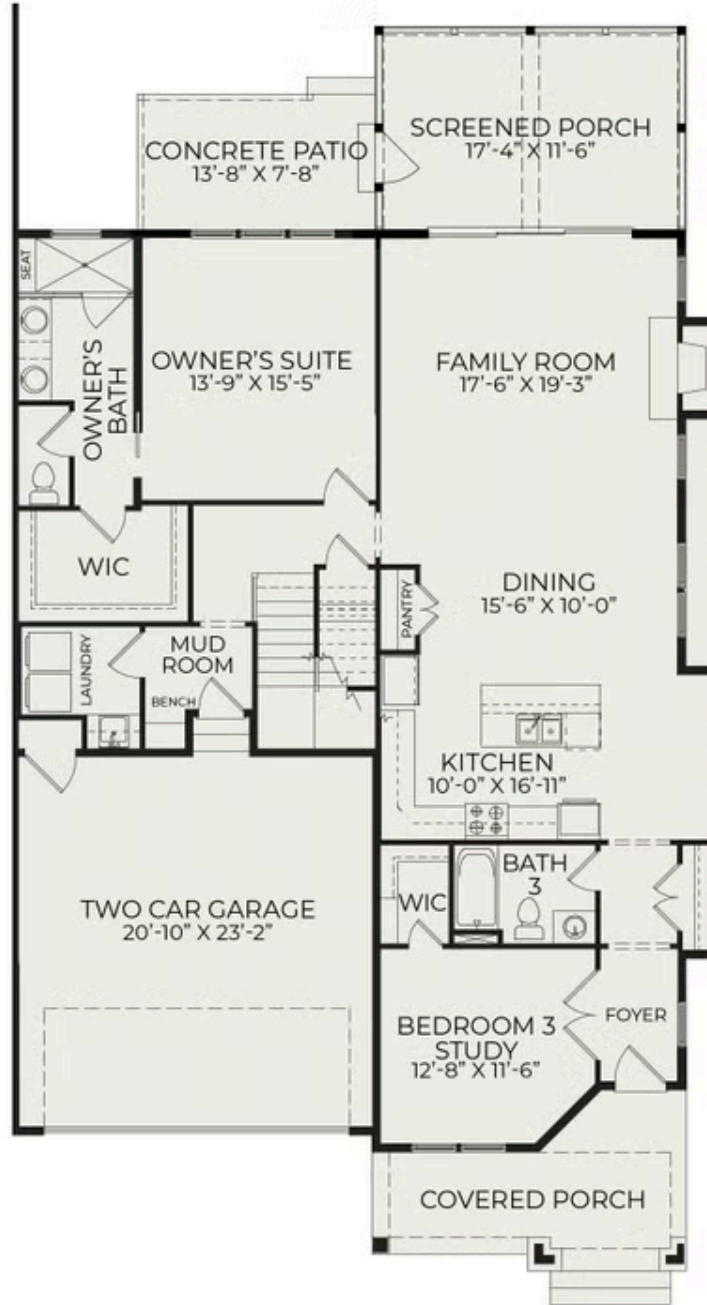 SCREENED PORCH
17'-4" X 11'-6"
CONCRETE PATIO
13'-8" X 7'-8"
SEAT
OWNER'S
BATH
OWNER'S SUITE
13'-9" X 15'-5"
FAMILY ROOM
17'-6" X 19'-3"
WIC
DINING
15'-6" X 10'-0"
PANTRY
LAUNDRY
MUD
ROOM
BENCH
KITCHEN
10'-0" X 16'-11"
BATH
3
WIC
TWO CAR GARAGE
20'-10" X 23'-2"
FOYER
BEDROOM 3
STUDY
12'-8" X 11'-6"
COVERED PORCH